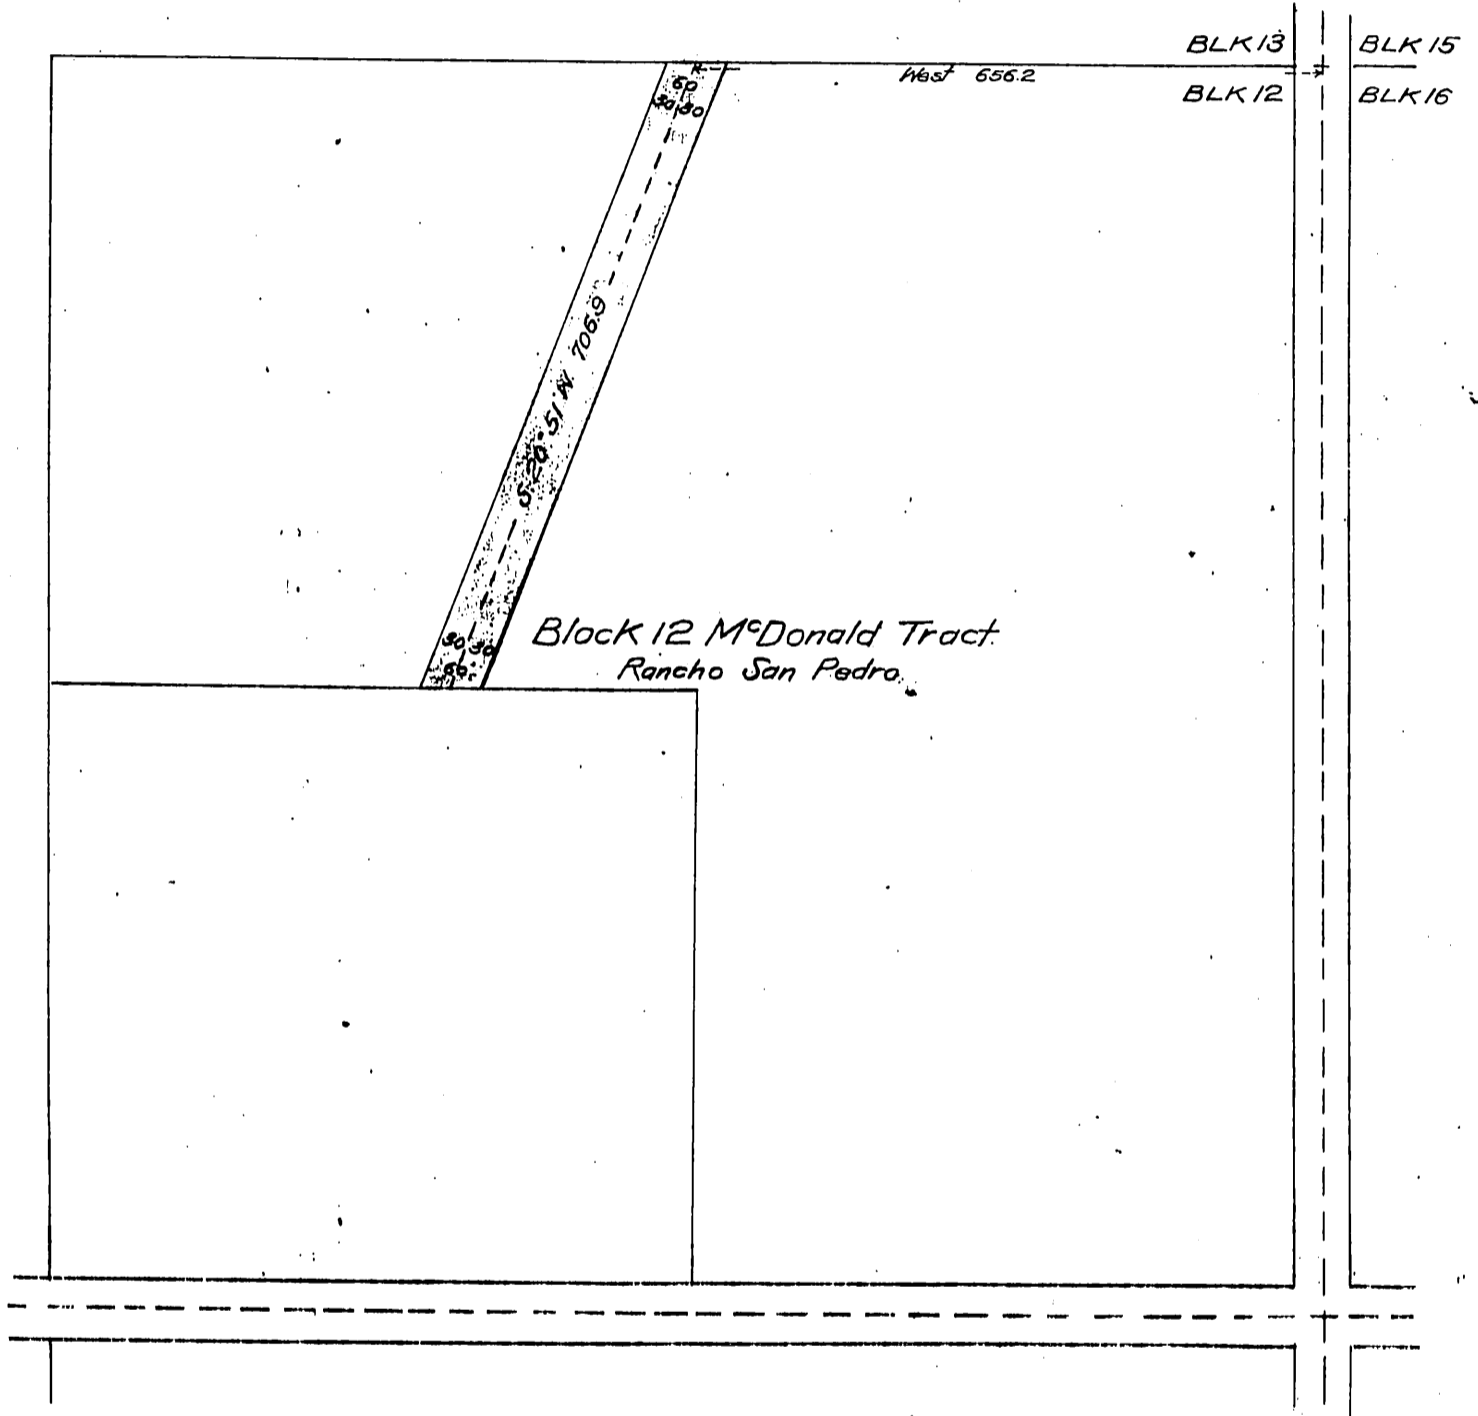 BLK 13
BLK 15
West 656.2
BLK 12
BLK 16
60
30 30
S. 20° 51' W. 706.9
30 30
60
Block 12 McDonald Tract.
Rancho San Pedro.